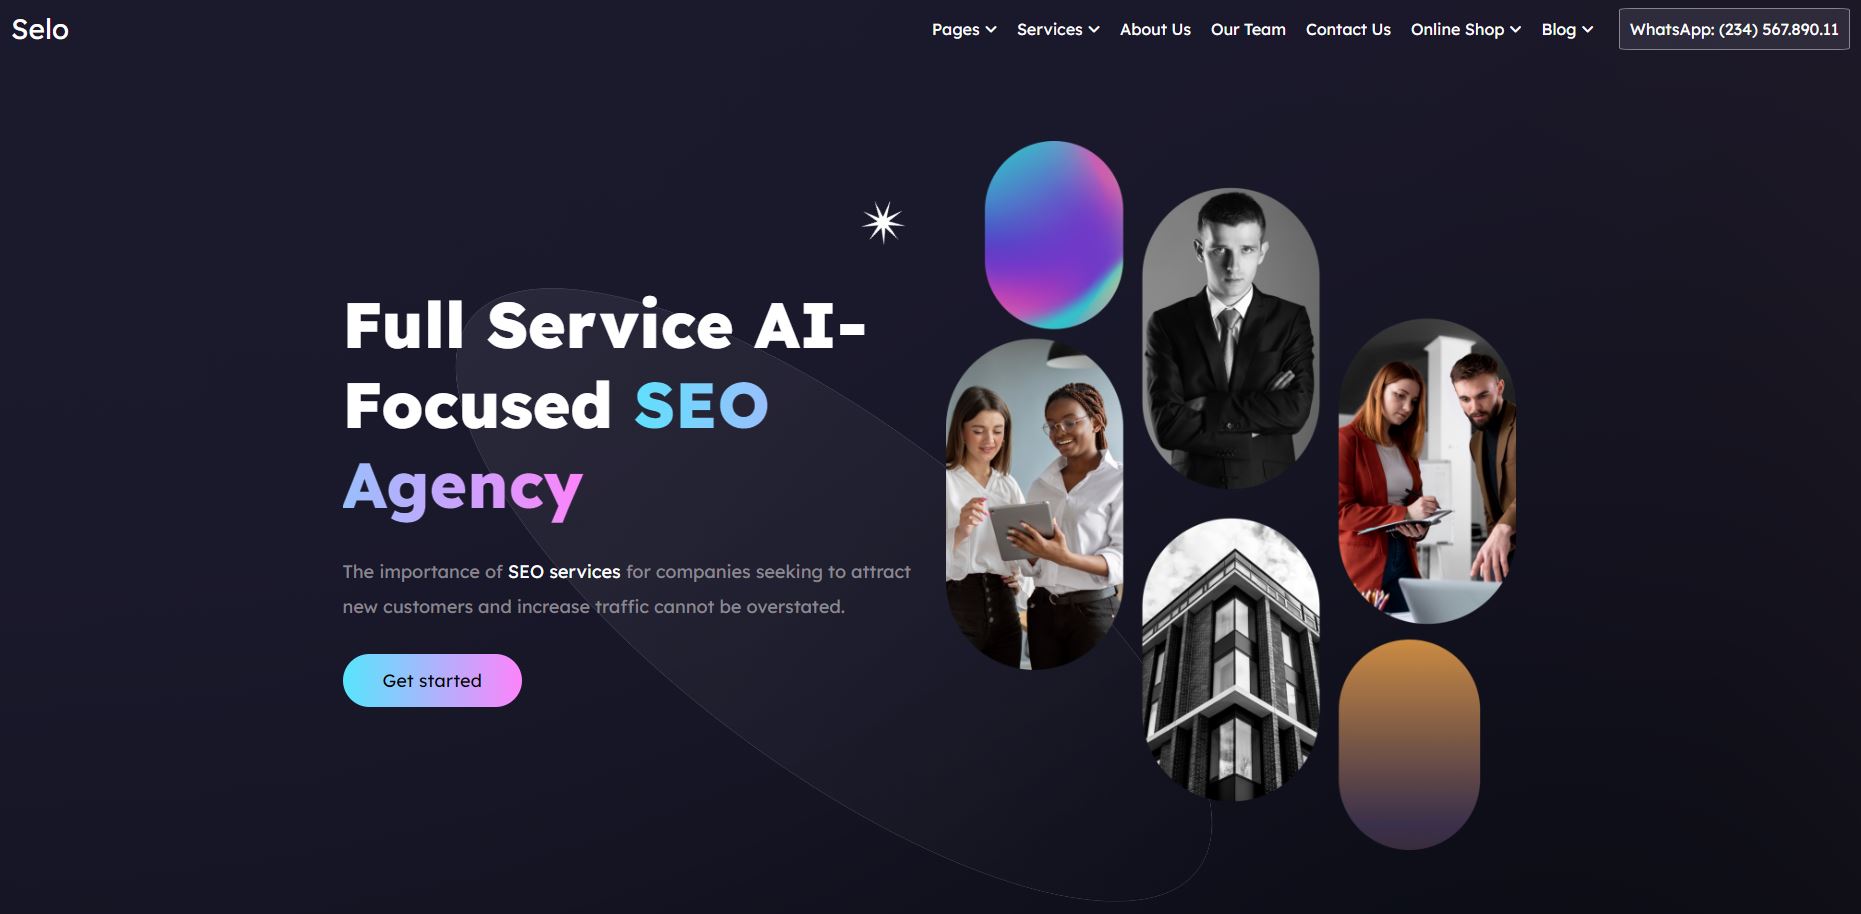 Selo
Pages Services About Us Our Team Contact Us Online Shop Blog WhatsApp: (234) 567.890.11
Full Service AI-
Focused SEO
Agency
The importance of SEO services for companies seeking to attract
new customers and increase traffic cannot be overstated.
Get started